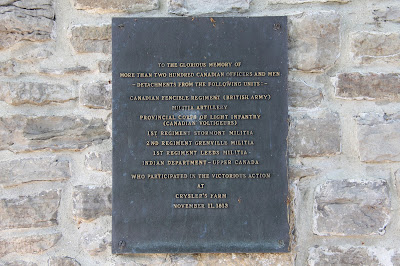 TO THE GLORIOUS MEMORY OF
MORE THAN TWO HUNDRED CANADIAN OFFICERS AND MEN
- DETACHMENTS FROM THE FOLLOWING UNITS: -
CANADIAN FENCIBLE REGIMENT (BRITISH ARMY)
MILITIA ARTILLERY
PROVINCIAL CORPS OF LIGHT INFANTRY
(CANADIAN VOLTIGEURS)
1ST REGIMENT STORMONT MILITIA
2ND REGIMENT GRENVILLE MILITIA
1ST REGIMENT LEEDS MILITIA
INDIAN DEPARTMENT - UPPER CANADA
WHO PARTICIPATED IN THE VICTORIOUS ACTION
AT
CRYSLER'S FARM
NOVEMBER 11, 1813